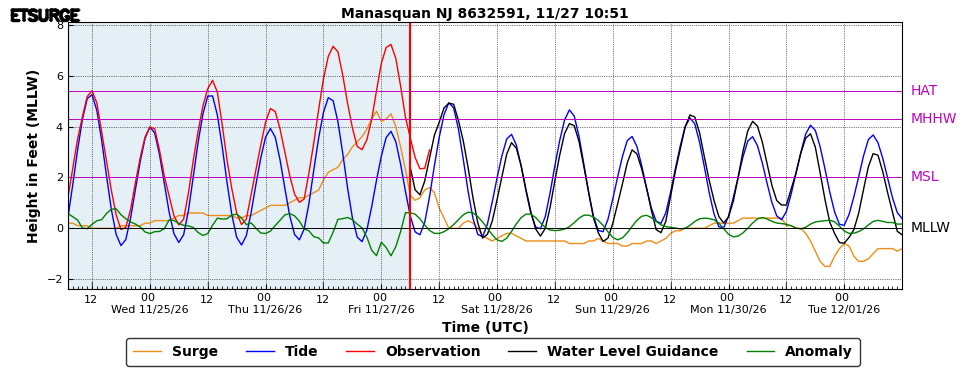 ETSURGE
Manasquan NJ 8632591, 11/27 10:51
Height in Feet (MLLW)
8
6
4
2
0
−2
HAT
MHHW
MSL
MLLW
12 00 12 00 12 00 12 00 12 00 12 00 12 00
Wed 11/25/26 Thu 11/26/26 Fri 11/27/26 Sat 11/28/26 Sun 11/29/26 Mon 11/30/26 Tue 12/01/26
Time (UTC)
Surge Tide Observation Water Level Guidance Anomaly